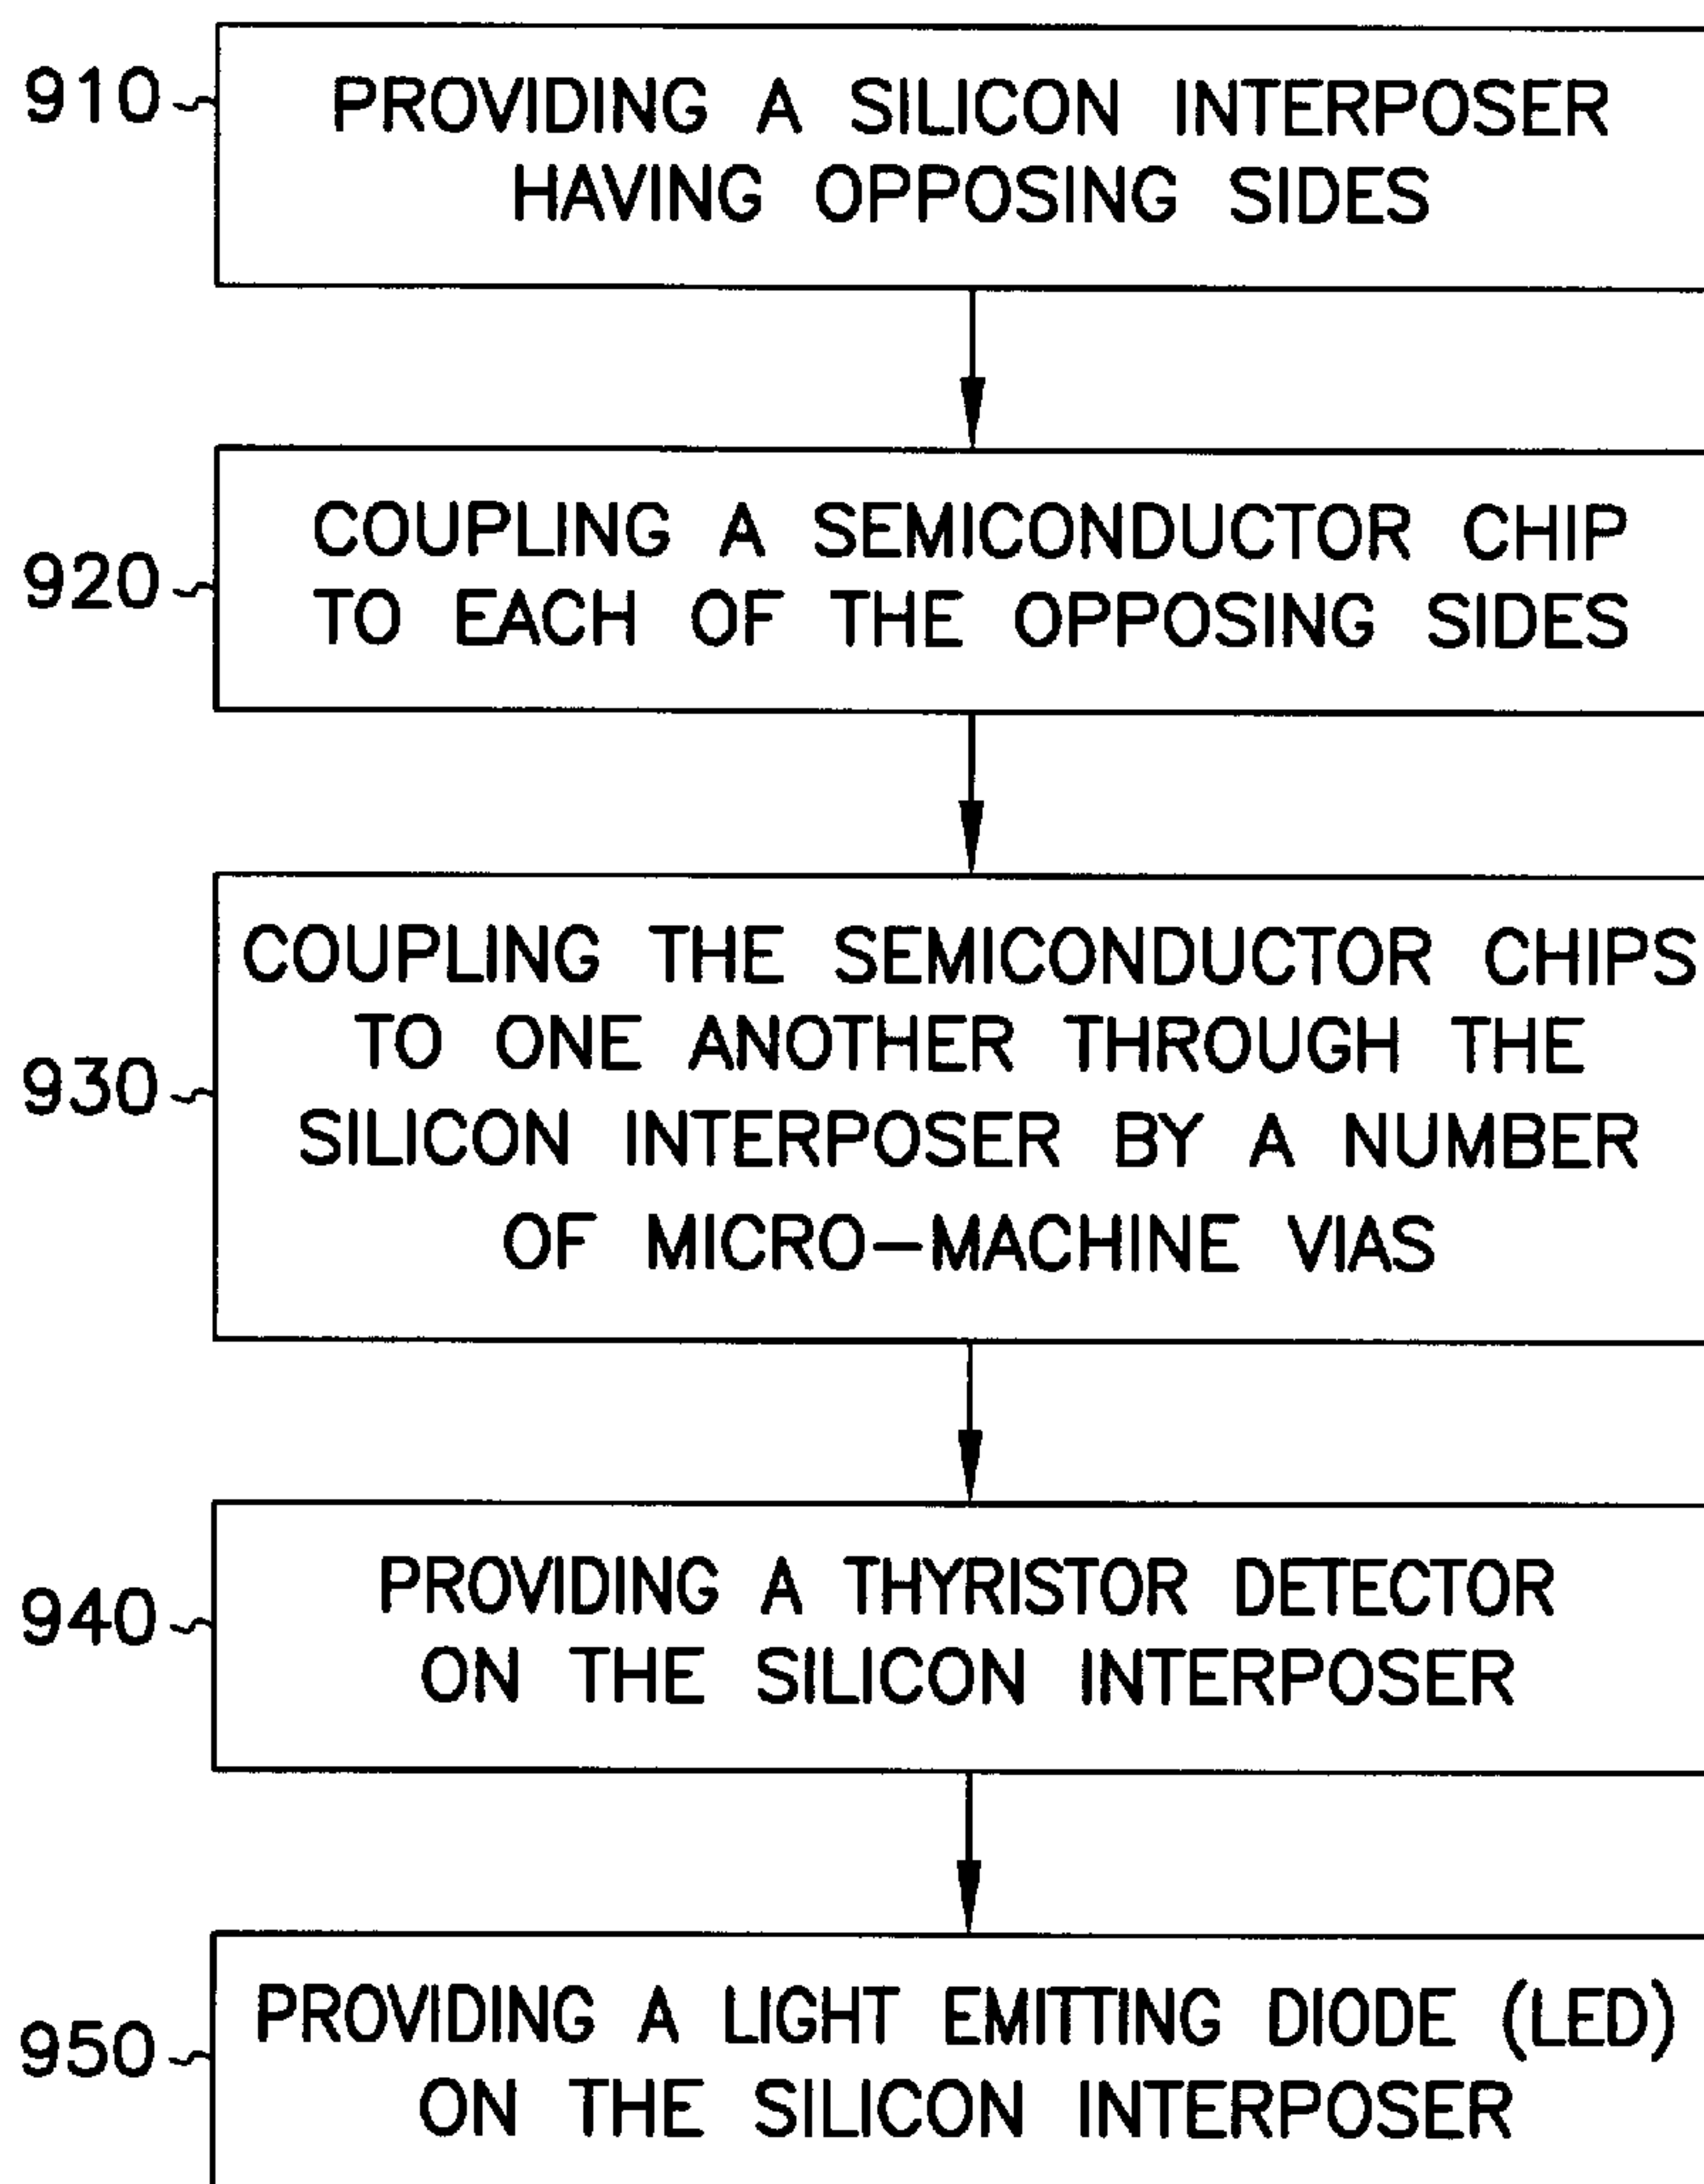 910
PROVIDING A SILICON INTERPOSER
HAVING OPPOSING SIDES
920
COUPLING A SEMICONDUCTOR CHIP
TO EACH OF THE OPPOSING SIDES
930
COUPLING THE SEMICONDUCTOR CHIPS
TO ONE ANOTHER THROUGH THE
SILICON INTERPOSER BY A NUMBER
OF MICRO-MACHINE VIAS
940
PROVIDING A THYRISTOR DETECTOR
ON THE SILICON INTERPOSER
950
PROVIDING A LIGHT EMITTING DIODE (LED)
ON THE SILICON INTERPOSER